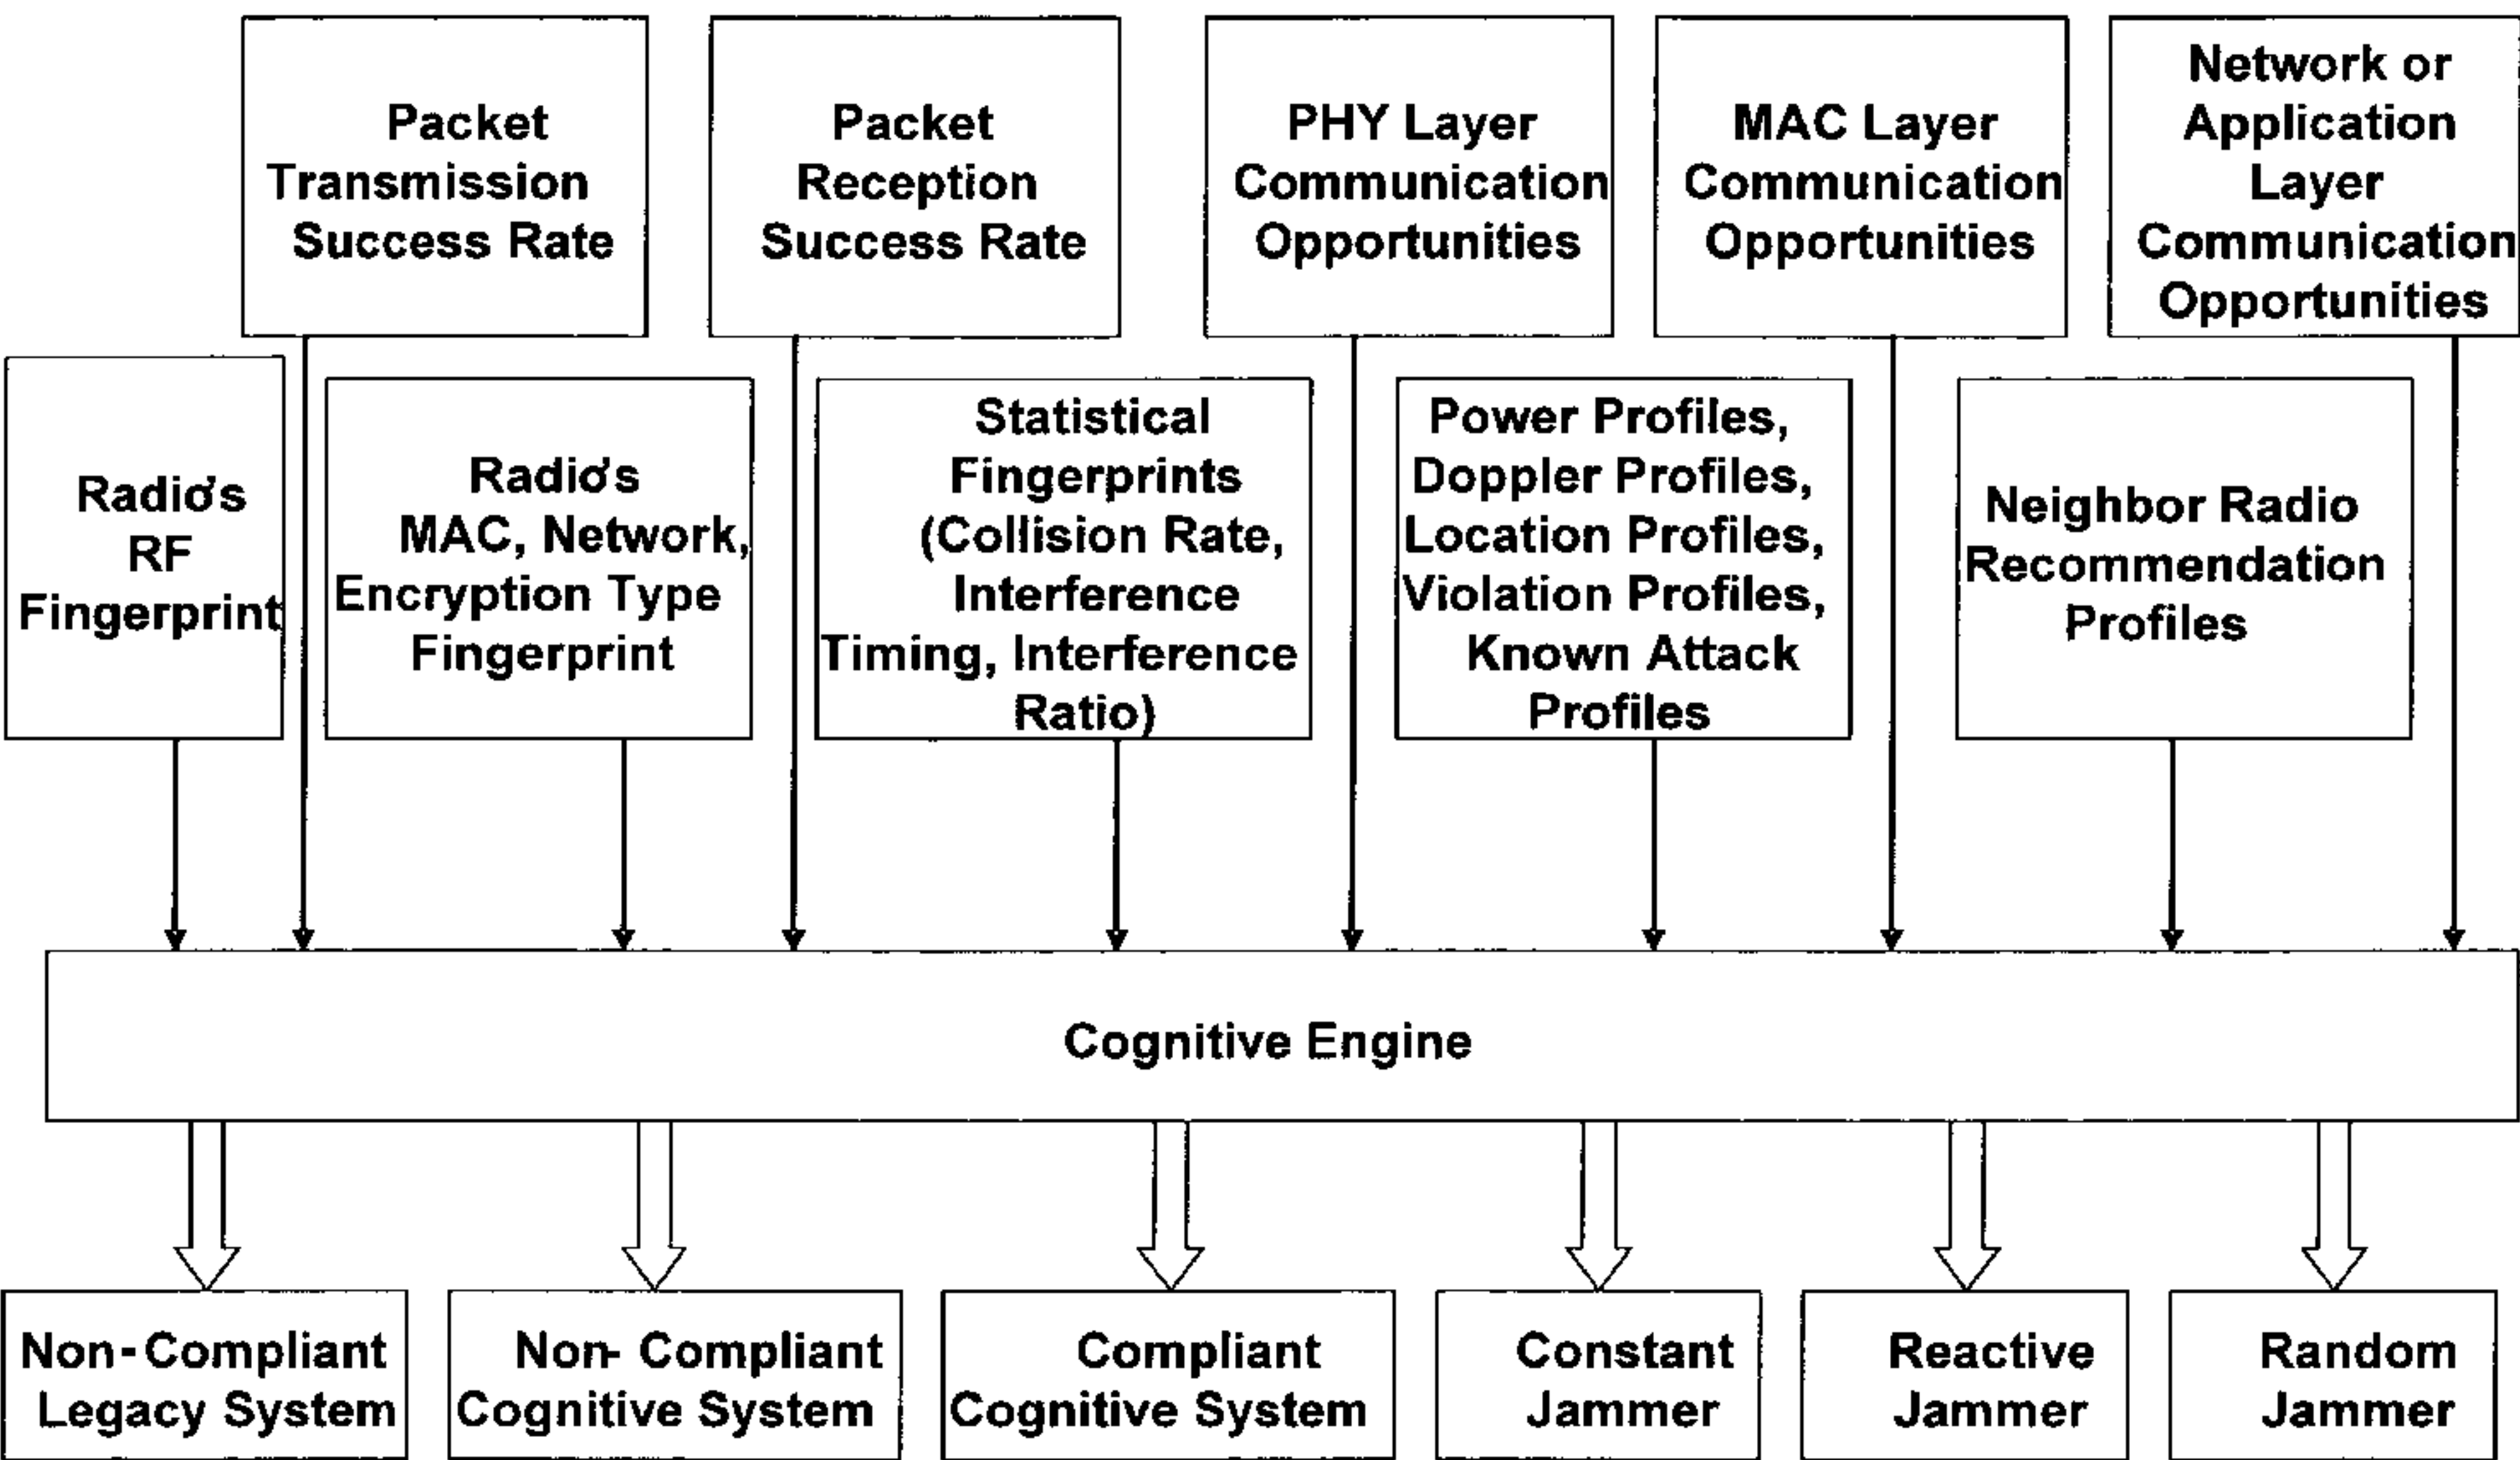 Packet
Transmission
Success Rate
Packet
Reception
Success Rate
PHY Layer
Communication
Opportunities
MAC Layer
Communication
Opportunities
Network or
Application
Layer
Communication
Opportunities
Radio's
RF
Fingerprint
Radio's
MAC, Network,
Encryption Type
Fingerprint
Statistical
Fingerprints
(Collision Rate,
Interference
Timing, Interference
Ratio)
Power Profiles,
Doppler Profiles,
Location Profiles,
Violation Profiles,
Known Attack
Profiles
Neighbor Radio
Recommendation
Profiles
Cognitive Engine
Non-Compliant
Legacy System
Non- Compliant
Cognitive System
Compliant
Cognitive System
Constant
Jammer
Reactive
Jammer
Random
Jammer